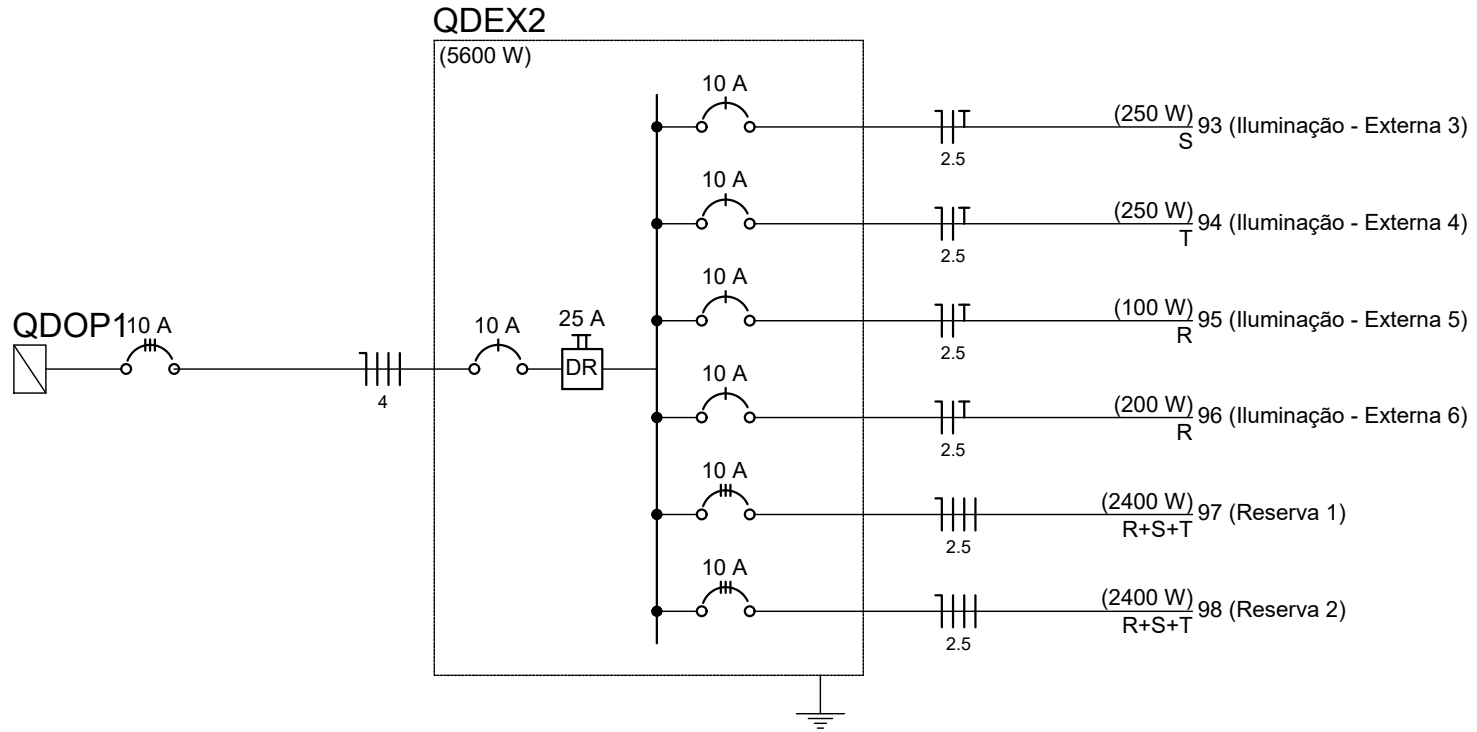 QDEX2
(5600 W)
10 A
(250 W)
93 (Iluminação - Externa 3)
S
2.5
10 A
(250 W)
94 (Iluminação - Externa 4)
T
2.5
10 A
(100 W)
95 (Iluminação - Externa 5)
R
2.5
QDOP1
10 A
4
10 A
25 A
DR
10 A
(200 W)
96 (Iluminação - Externa 6)
R
2.5
10 A
(2400 W)
97 (Reserva 1)
R+S+T
2.5
10 A
(2400 W)
98 (Reserva 2)
R+S+T
2.5